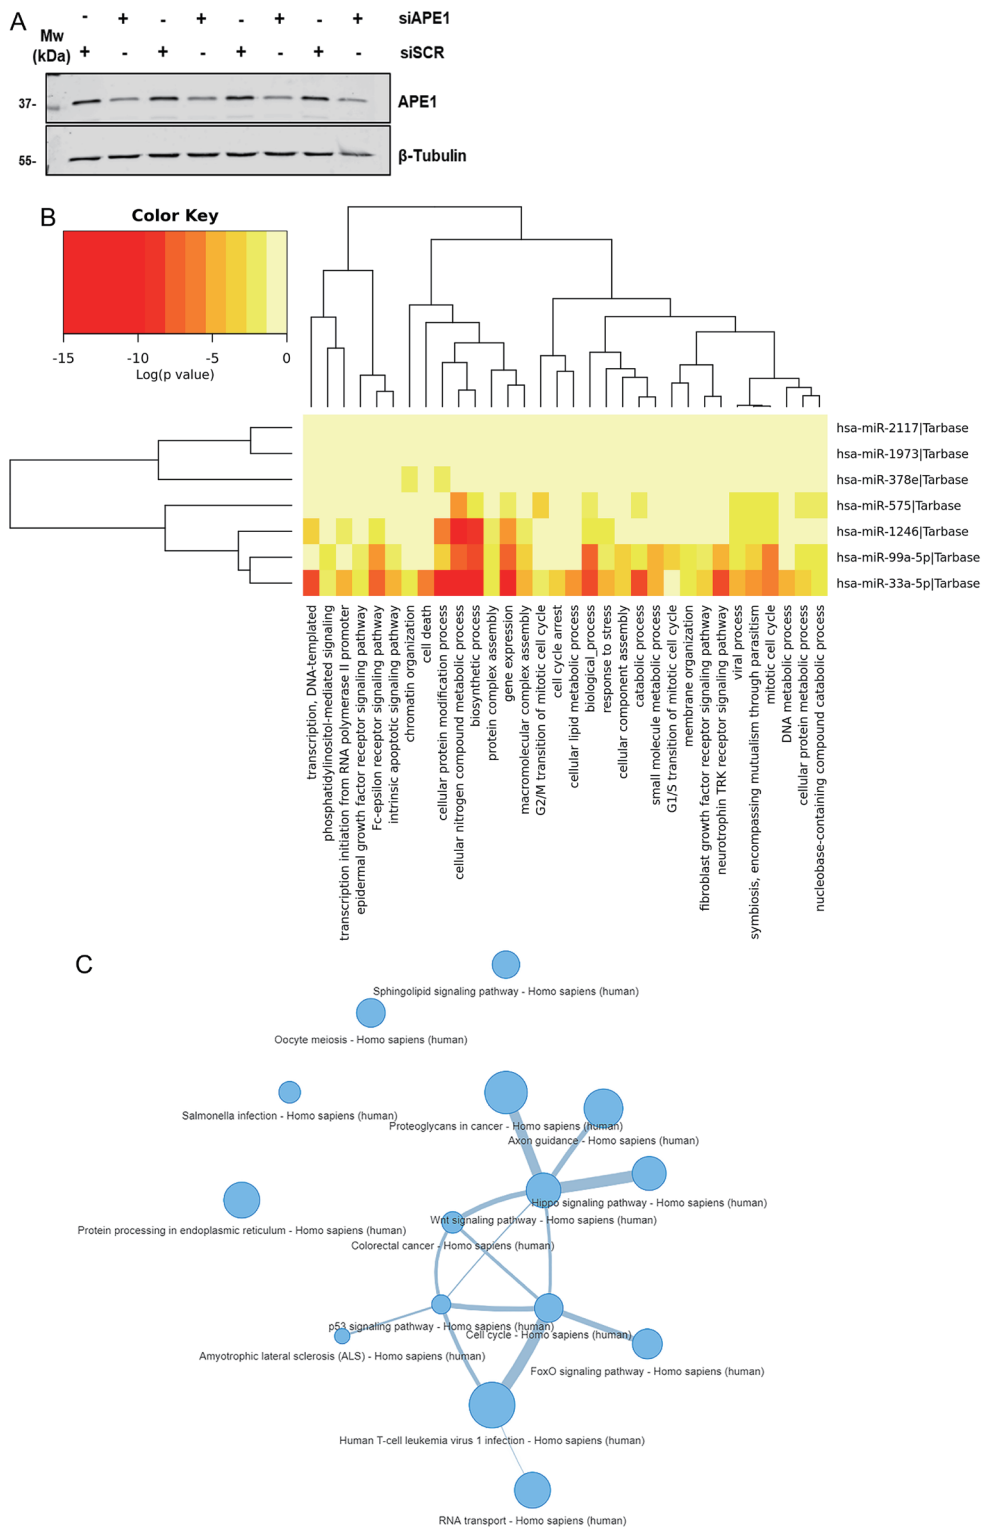 A
- + - + - + - + siAPE1
Mw
(kDa)
+ - + - + - + - siSCR
37- APE1
55- β-Tubulin
B
Color Key
-15 -10 -5 0
Log(p value)
hsa-miR-2117|Tarbase
hsa-miR-1973|Tarbase
hsa-miR-378e|Tarbase
hsa-miR-575|Tarbase
hsa-miR-1246|Tarbase
hsa-miR-99a-5p|Tarbase
hsa-miR-33a-5p|Tarbase
transcription, DNA-templated
phosphatidylinositol-mediated signaling
transcription initiation from RNA polymerase II promoter
epidermal growth factor receptor signaling pathway
Fc-epsilon receptor signaling pathway
intrinsic apoptotic signaling pathway
chromatin organization
cell death
cellular protein modification process
cellular nitrogen compound metabolic process
biosynthetic process
protein complex assembly
gene expression
macromolecular complex assembly
G2/M transition of mitotic cell cycle
cell cycle arrest
cellular lipid metabolic process
biological_process
response to stress
cellular component assembly
catabolic process
small molecule metabolic process
G1/S transition of mitotic cell cycle
membrane organization
fibroblast growth factor receptor signaling pathway
neurotrophin TRK receptor signaling pathway
viral process
symbiosis, encompassing mutualism through parasitism
mitotic cell cycle
DNA metabolic process
cellular protein metabolic process
nucleobase-containing compound catabolic process
C
Sphingolipid signaling pathway - Homo sapiens (human)
Oocyte meiosis - Homo sapiens (human)
Salmonella infection - Homo sapiens (human)
Proteoglycans in cancer - Homo sapiens (human)
Axon guidance - Homo sapiens (human)
Hippo signaling pathway - Homo sapiens (human)
Wnt signaling pathway - Homo sapiens (human)
Protein processing in endoplasmic reticulum - Homo sapiens (human)
Colorectal cancer - Homo sapiens (human)
p53 signaling pathway - Homo sapiens (human)
Cell cycle - Homo sapiens (human)
Amyotrophic lateral sclerosis (ALS) - Homo sapiens (human)
FoxO signaling pathway - Homo sapiens (human)
Human T-cell leukemia virus 1 infection - Homo sapiens (human)
RNA transport - Homo sapiens (human)